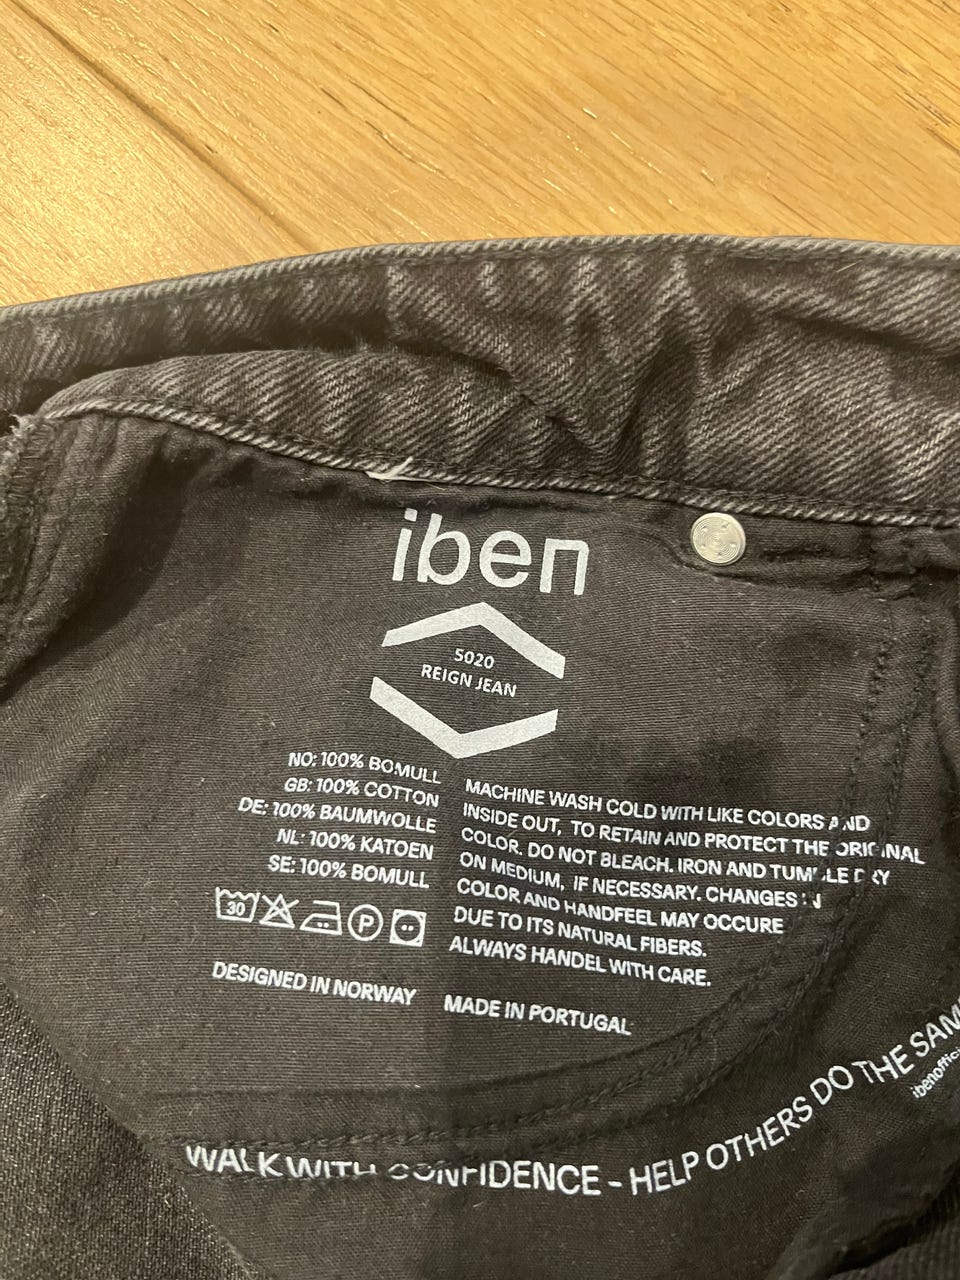 iben
5020
REIGN JEAN
NO: 100% BOMULL
GB: 100% COTTON
DE: 100% BAUMWOLLE
NL: 100% KATOEN
SE: 100% BOMULL
30
P
DESIGNED IN NORWAY
MACHINE WASH COLD WITH LIKE COLORS AND
INSIDE OUT, TO RETAIN AND PROTECT THE ORIGINAL
COLOR. DO NOT BLEACH. IRON AND TUMBLE DRY
ON MEDIUM, IF NECESSARY. CHANGES IN
COLOR AND HANDFEEL MAY OCCURE
DUE TO ITS NATURAL FIBERS.
ALWAYS HANDEL WITH CARE.
MADE IN PORTUGAL
WALK WITH CONFIDENCE - HELP OTHERS DO THE